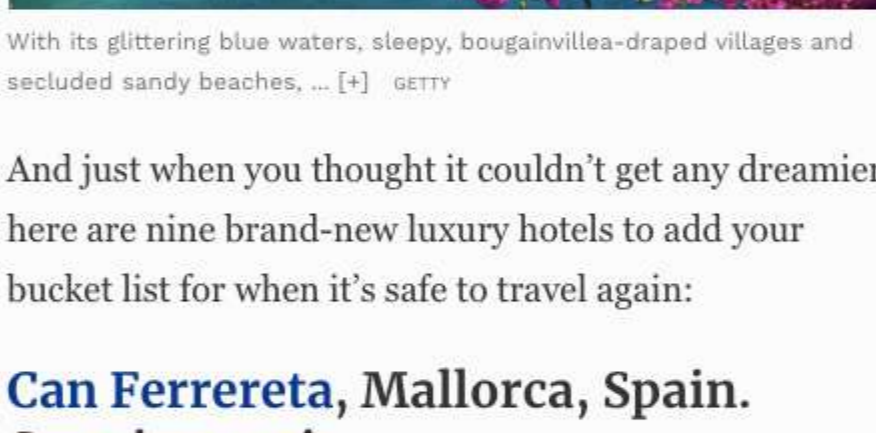 With its glittering blue waters, sleepy, bougainvillea-draped villages and
secluded sandy beaches, ... [+] GETTY
And just when you thought it couldn’t get any dreamier
here are nine brand-new luxury hotels to add your
bucket list for when it’s safe to travel again:
Can Ferrereta, Mallorca, Spain.